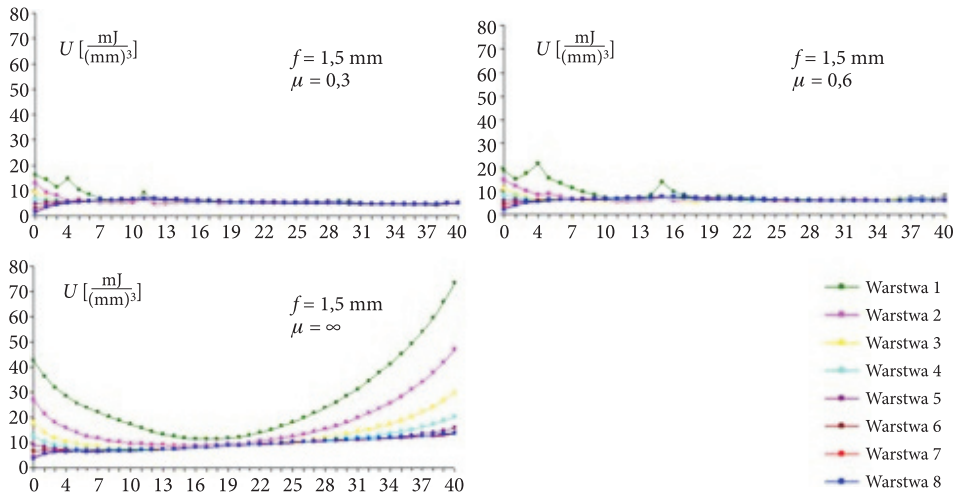 80
70
60
50
40
30
20
10
0
U [mJ/(mm)³]
f = 1,5 mm
μ = 0,3
0 4 7 10 13 16 19 22 25 28 31 34 37 40
80
70
60
50
40
30
20
10
0
U [mJ/(mm)³]
f = 1,5 mm
μ = 0,6
0 4 7 10 13 16 19 22 25 28 31 34 37 40
80
70
60
50
40
30
20
10
0
U [mJ/(mm)³]
f = 1,5 mm
μ = ∞
0 4 7 10 13 16 19 22 25 28 31 34 37 40
Warstwa 1
Warstwa 2
Warstwa 3
Warstwa 4
Warstwa 5
Warstwa 6
Warstwa 7
Warstwa 8